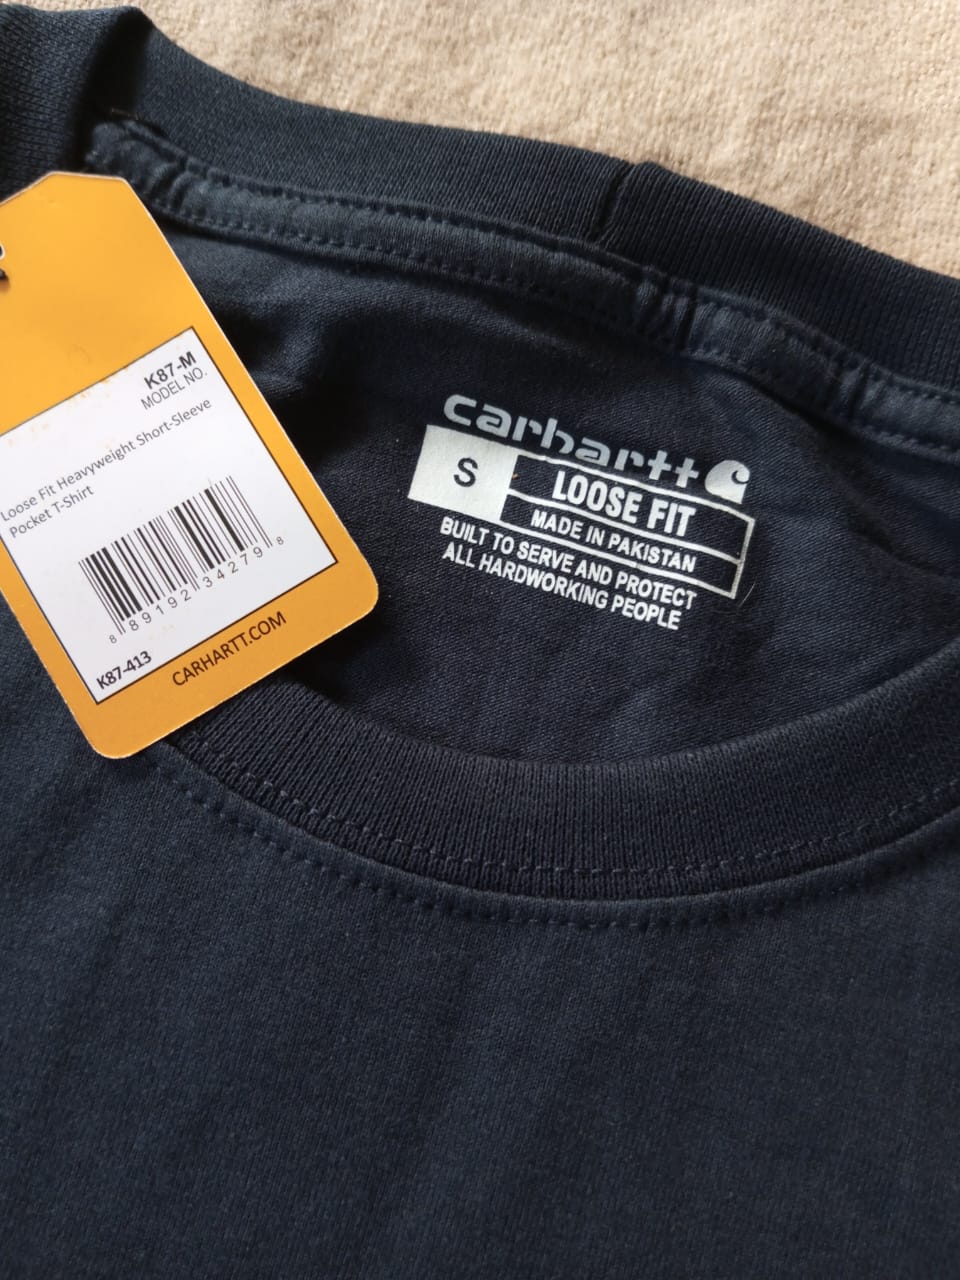 K87-M
MODEL NO.
Loose Fit Heavyweight Short-Sleeve
Pocket T-Shirt
8 89192 34279 8
K87-413
CARHARTT.COM
carhartt
S
LOOSE FIT
MADE IN PAKISTAN
BUILT TO SERVE AND PROTECT
ALL HARDWORKING PEOPLE